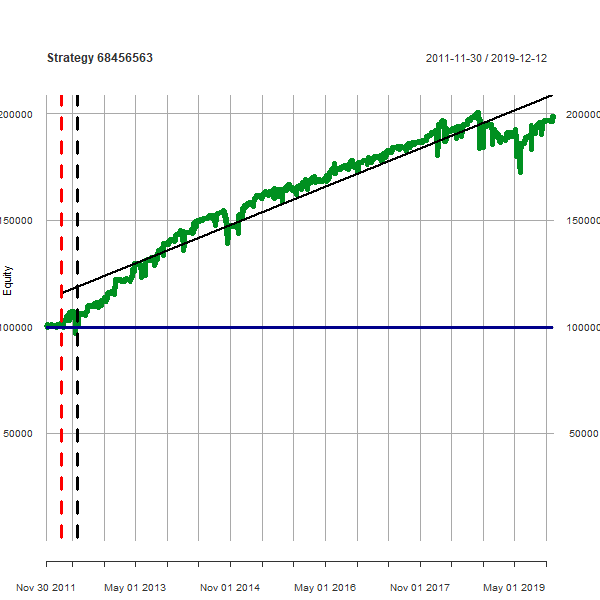 Strategy 68456563
2011-11-30 / 2019-12-12
200000
200000
150000
150000
Equity
100000
100000
50000
50000
Nov 30 2011
May 01 2013
Nov 01 2014
May 01 2016
Nov 01 2017
May 01 2019